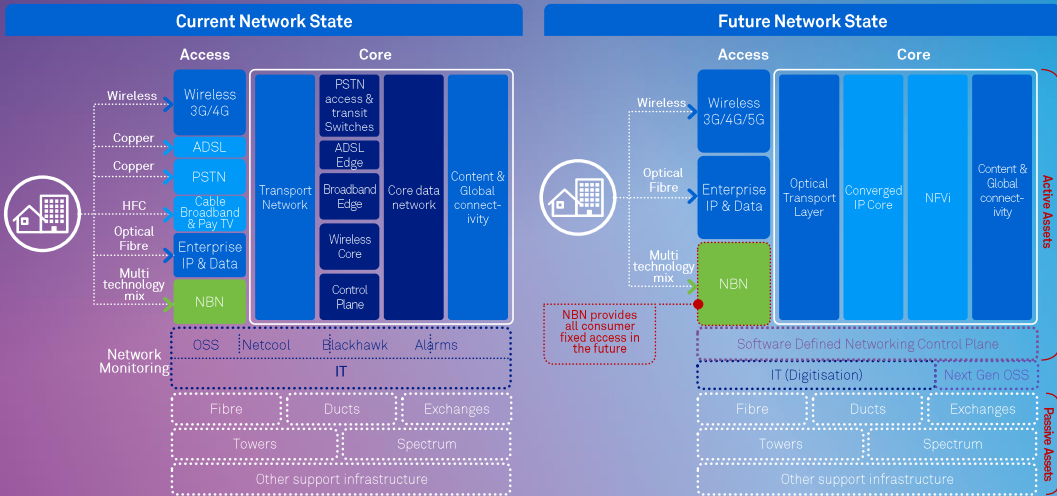 Current Network State
Access
Core
Wireless
Copper
Copper
HFC
Optical
Fibre
Multi
technology
mix
Wireless
3G/4G
ADSL
PSTN
Cable
Broadband
& Pay TV
Enterprise
IP & Data
NBN
Transport
Network
PSTN
access &
transit
Switches
ADSL
Edge
Broadband
Edge
Wireless
Core
Control
Plane
Core data
network
Content &
Global
connect-
ivity
Network
Monitoring
OSS
Netcool
Blackhawk
Alarms
IT
Fibre
Ducts
Exchanges
Towers
Spectrum
Other support infrastructure
Future Network State
Access
Core
Wireless
Optical
Fibre
Multi
technology
mix
Wireless
3G/4G/5G
Enterprise
IP & Data
NBN
Optical
Transport
Layer
Converged
IP Core
NFVi
Content &
Global
connect-
ivity
NBN provides
all consumer
fixed access in
the future
Software Defined Networking Control Plane
IT (Digitisation)
Next Gen OSS
Fibre
Ducts
Exchanges
Towers
Spectrum
Other support infrastructure
Active Assets
Passive Assets